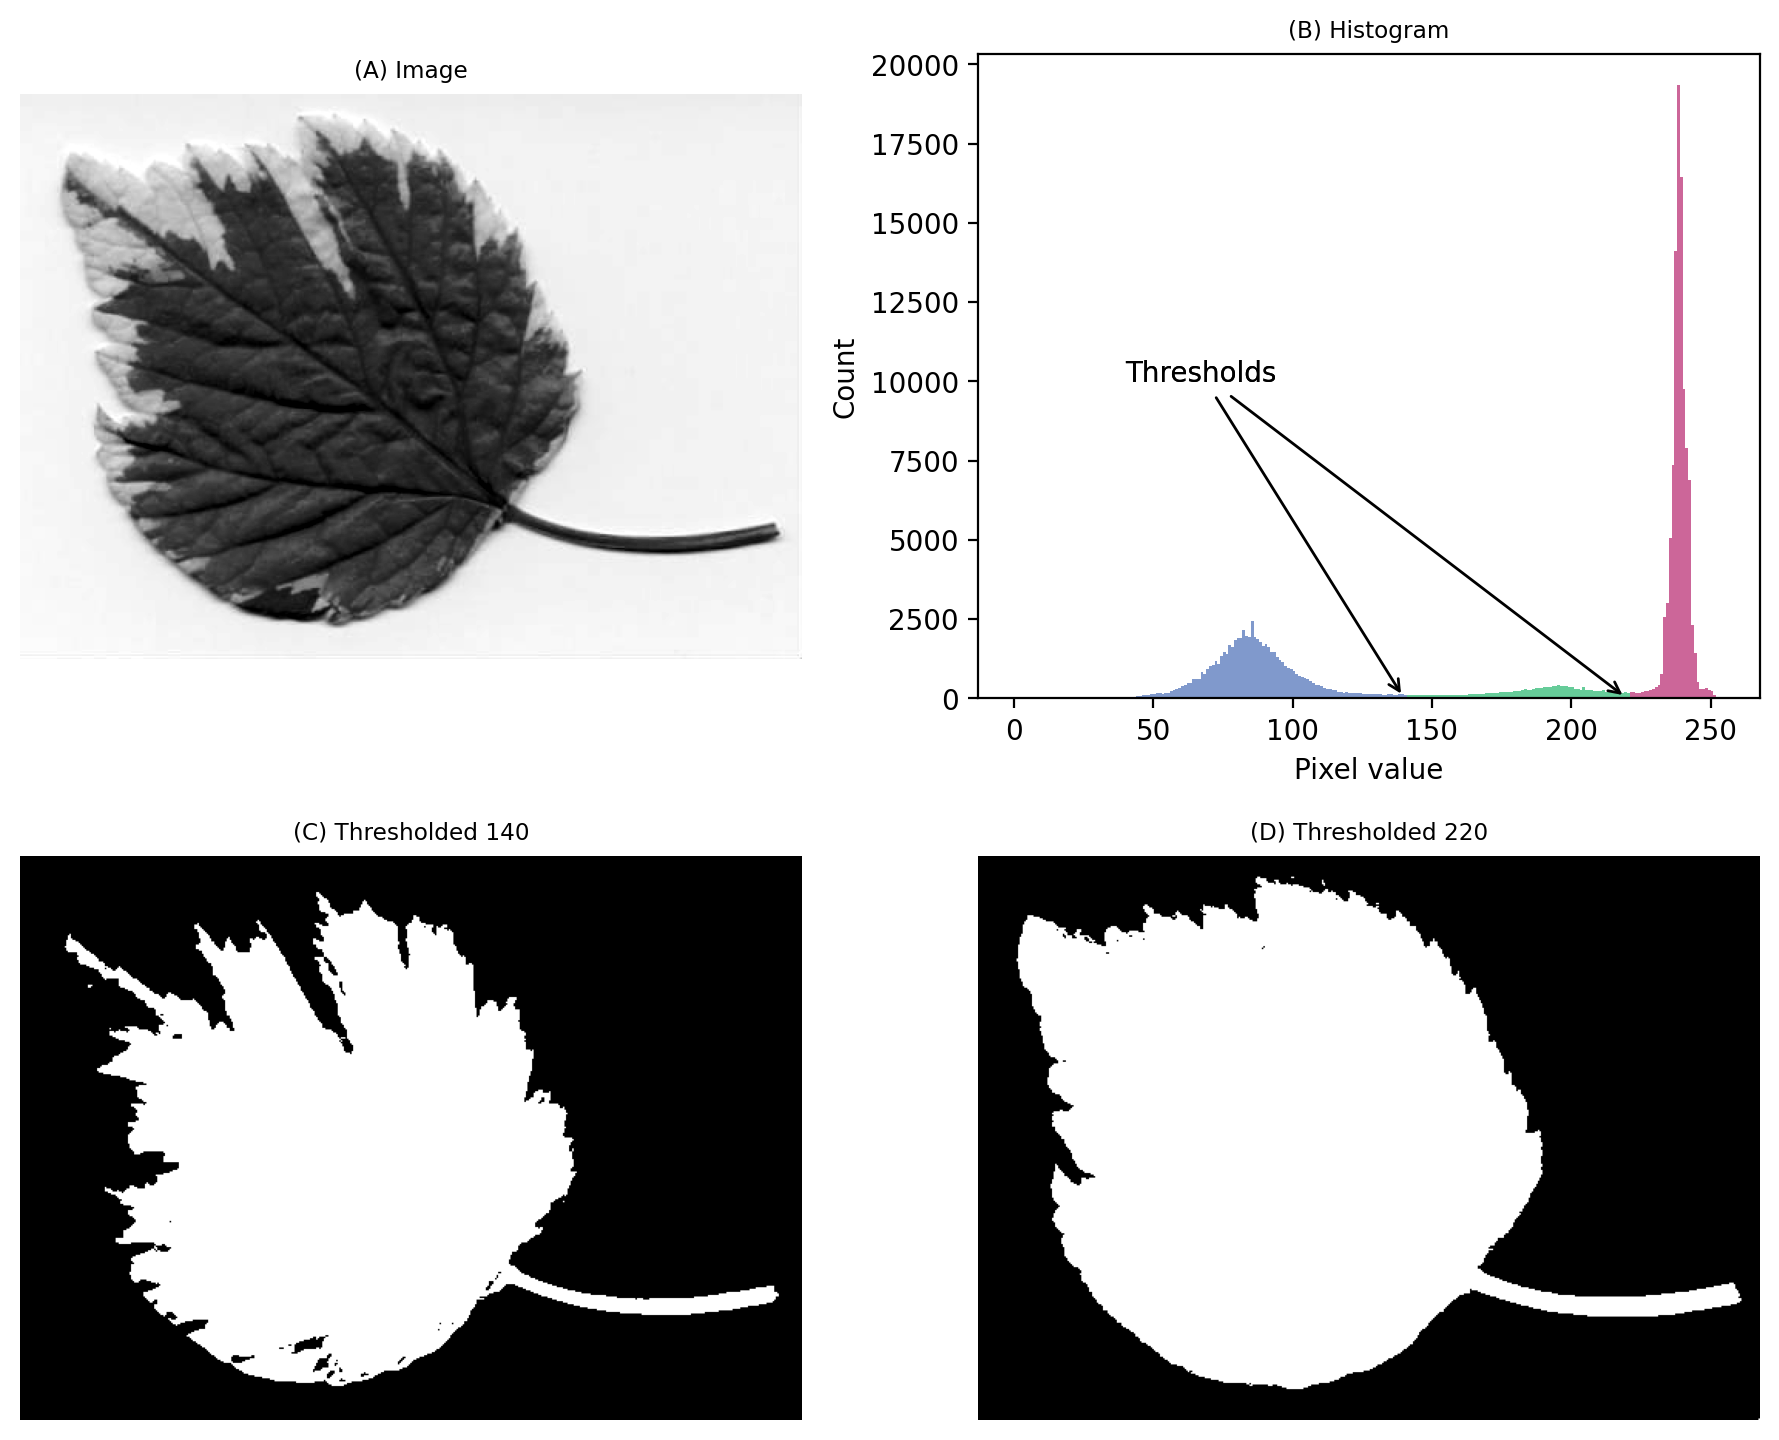 (A) Image
(B) Histogram
20000
17500
15000
12500
10000
7500
5000
2500
0
Count
Thresholds
0 50 100 150 200 250
Pixel value
(C) Thresholded 140
(D) Thresholded 220